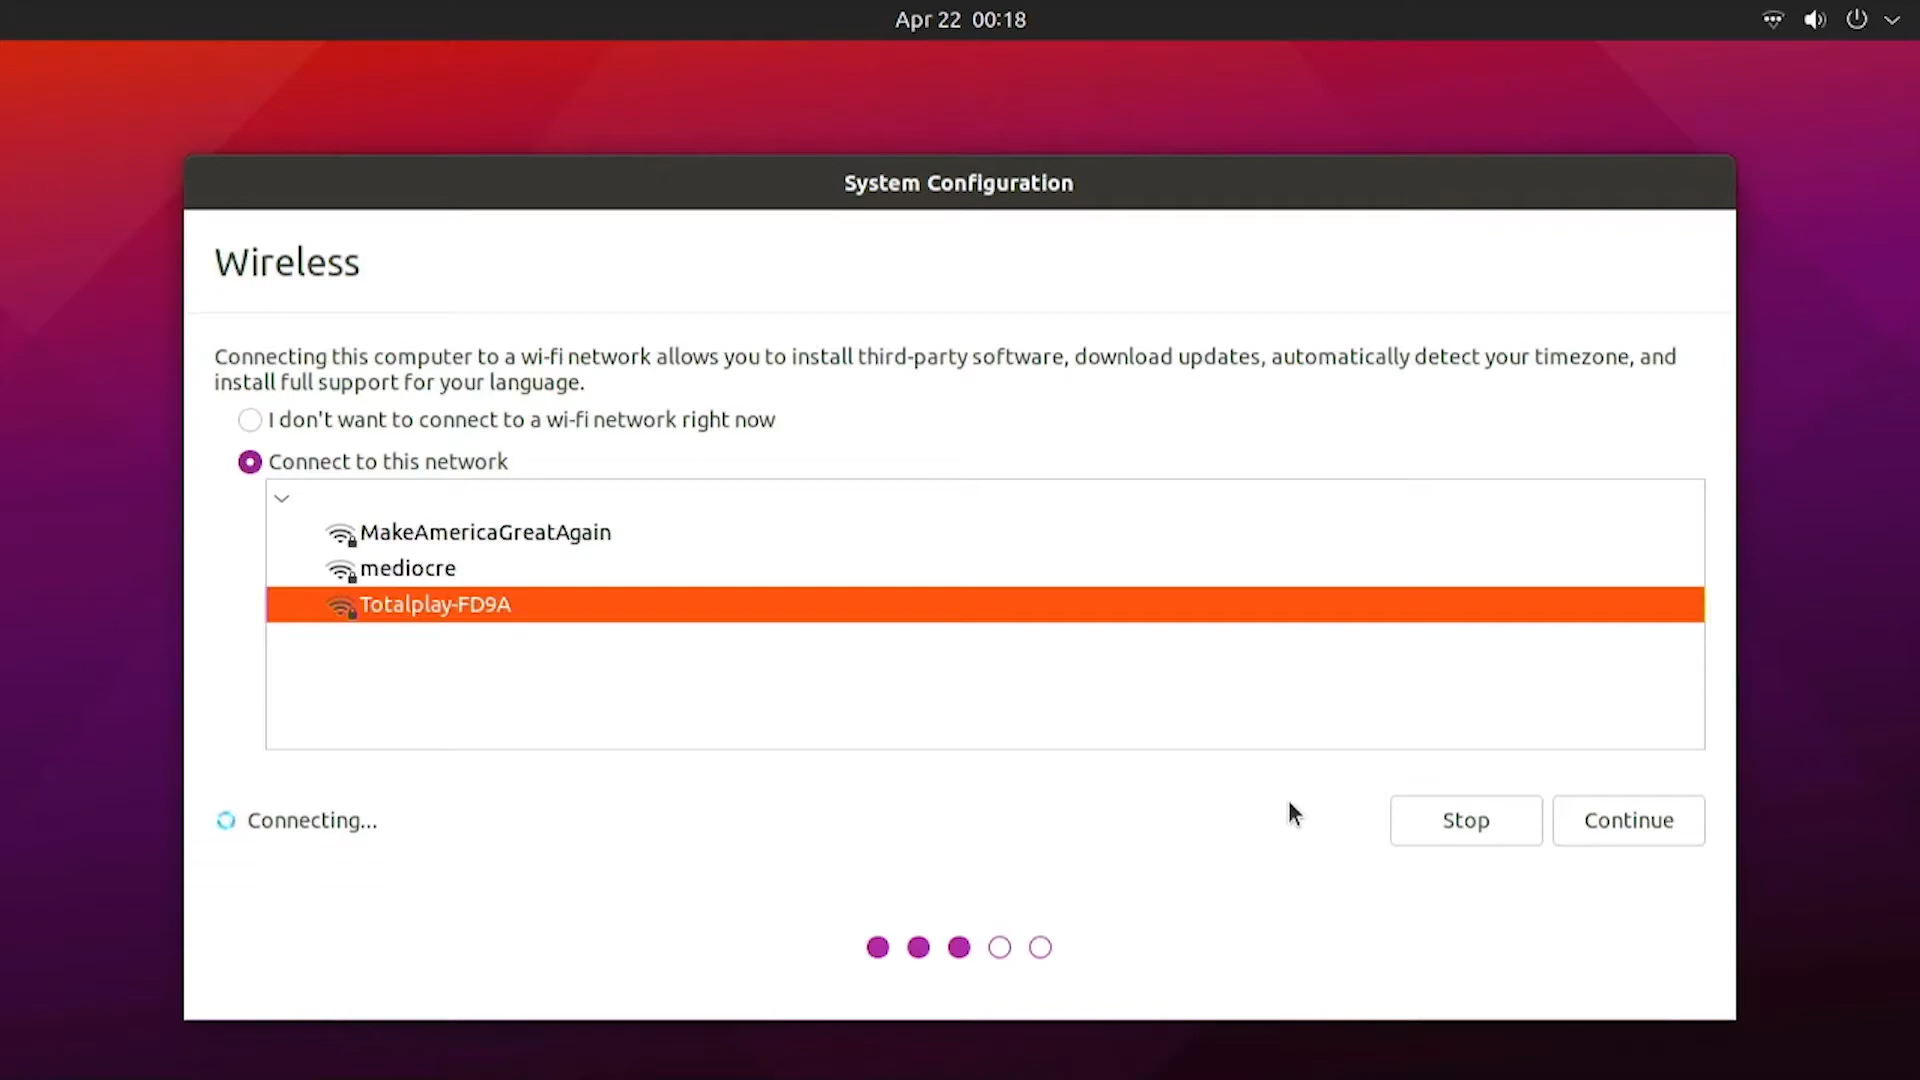 Apr 22 00:18
System Configuration
Wireless
Connecting this computer to a wi-fi network allows you to install third-party software, download updates, automatically detect your timezone, and
install full support for your language.
I don't want to connect to a wi-fi network right now
Connect to this network
MakeAmericaGreatAgain
mediocre
Totalplay-FD9A
Connecting...
Stop
Continue